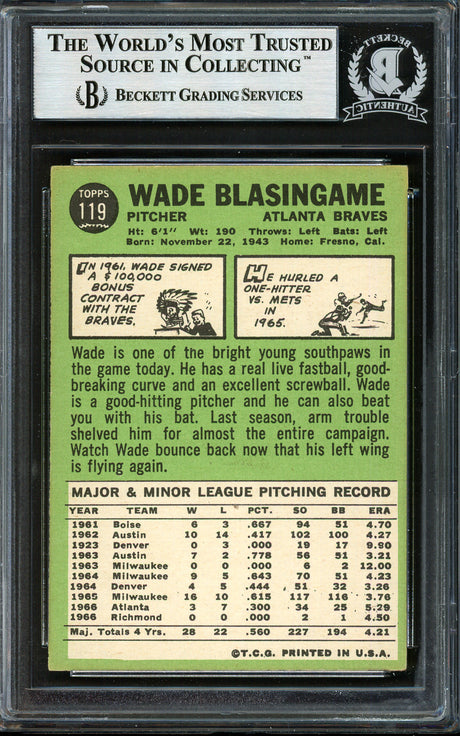 THE WORLD'S MOST TRUSTED
SOURCE IN COLLECTING™
B BECKETT GRADING SERVICES
BECKETT
B
AUTHENTIC
TOPPS
119
WADE BLASINGAME
PITCHER ATLANTA BRAVES
Ht: 6'1" Wt: 190 Throws: Left Bats: Left
Born: November 22, 1943 Home: Fresno, Cal.
IN 1961, WADE SIGNED
A $100,000
BONUS
CONTRACT
WITH THE
BRAVES.
HE HURLED A
ONE-HITTER
VS. METS
IN
1965.
Wade is one of the bright young southpaws in
the game today. He has a real live fastball, good-
breaking curve and an excellent screwball. Wade
is a good-hitting pitcher and he can also beat
you with his bat. Last season, arm trouble
shelved him for almost the entire campaign.
Watch Wade bounce back now that his left wing
is flying again.
MAJOR & MINOR LEAGUE PITCHING RECORD
YEAR TEAM W L PCT. SO BB ERA
1961 Boise 6 3 .667 94 51 4.70
1962 Austin 10 14 .417 102 100 4.27
1923 Denver 0 3 .000 19 17 9.90
1963 Austin 7 2 .778 56 51 3.21
1963 Milwaukee 0 0 .000 6 2 12.00
1964 Milwaukee 9 5 .643 70 51 4.23
1964 Denver 4 5 .444 51 32 3.26
1965 Milwaukee 16 10 .615 117 116 3.76
1966 Atlanta 3 7 .300 34 25 5.29
1966 Richmond 0 0 .000 2 1 4.50
Maj. Totals 4 Yrs. 28 22 .560 227 194 4.21
©T.C.G. PRINTED IN U.S.A.